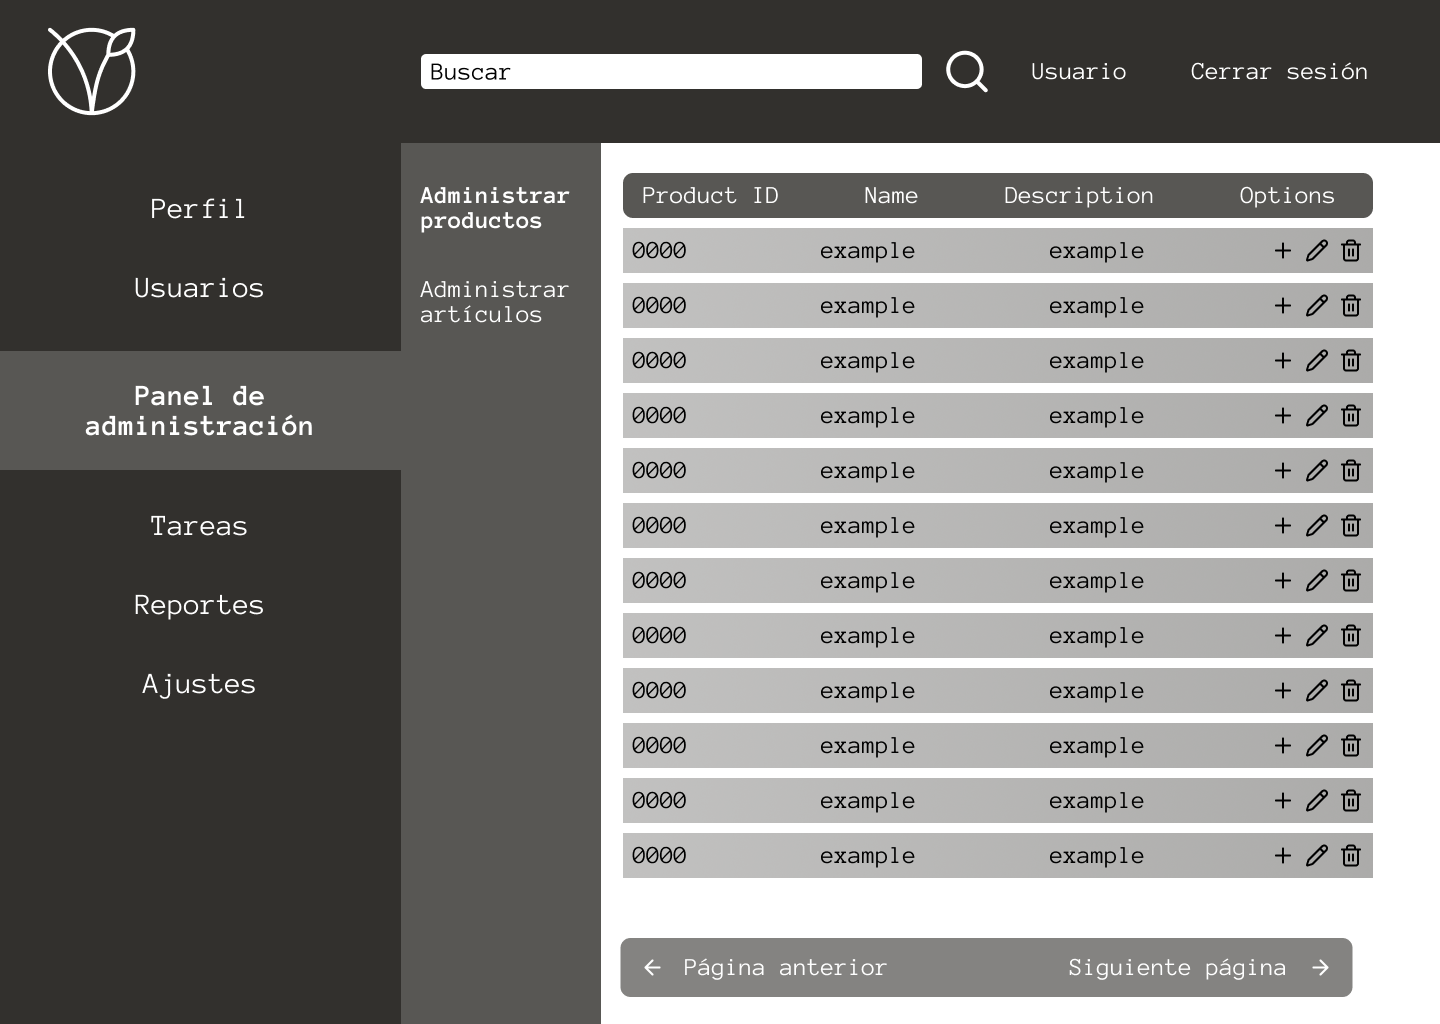 Buscar
Usuario
Cerrar sesión
Perfil
Usuarios
Panel de
administración
Tareas
Reportes
Ajustes
Administrar
productos
Administrar
artículos
Product ID Name Description Options
0000 example example
0000 example example
0000 example example
0000 example example
0000 example example
0000 example example
0000 example example
0000 example example
0000 example example
0000 example example
0000 example example
0000 example example
Página anterior
Siguiente página